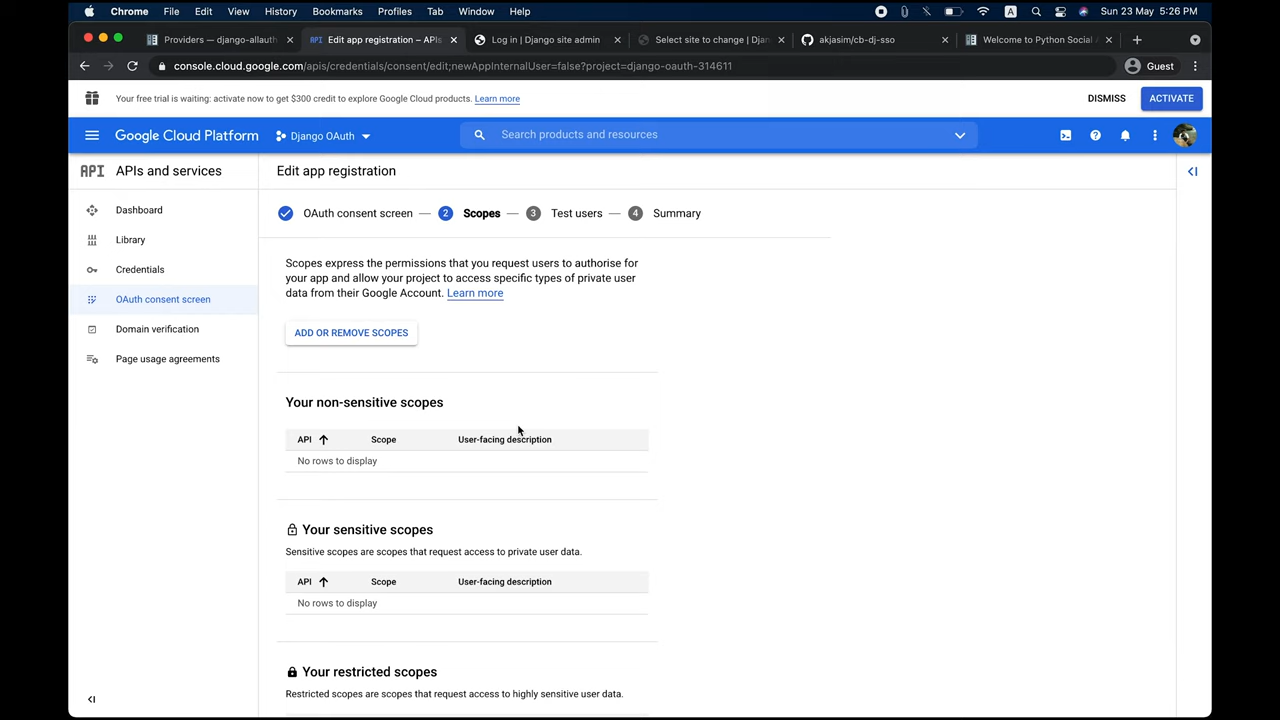 Chrome File Edit View History Bookmarks Profiles Tab Window Help A Sun 23 May 5:26 PM
Providers — django-allauth
API Edit app registration – APIs
Log in | Django site admin
Select site to change | Djan
akjasim/cb-dj-sso
Welcome to Python Social
console.cloud.google.com/apis/credentials/consent/edit;newAppInternalUser=false?project=django-oauth-314611
Guest
Your free trial is waiting: activate now to get $300 credit to explore Google Cloud products. Learn more
DISMISS
ACTIVATE
Google Cloud Platform
Django OAuth
Search products and resources
API APIs and services
Edit app registration
Dashboard
Library
Credentials
OAuth consent screen
Domain verification
Page usage agreements
OAuth consent screen — 2 Scopes — 3 Test users — 4 Summary
Scopes express the permissions that you request users to authorise for
your app and allow your project to access specific types of private user
data from their Google Account. Learn more
ADD OR REMOVE SCOPES
Your non-sensitive scopes
API Scope User-facing description
No rows to display
Your sensitive scopes
Sensitive scopes are scopes that request access to private user data.
API Scope User-facing description
No rows to display
Your restricted scopes
Restricted scopes are scopes that request access to highly sensitive user data.